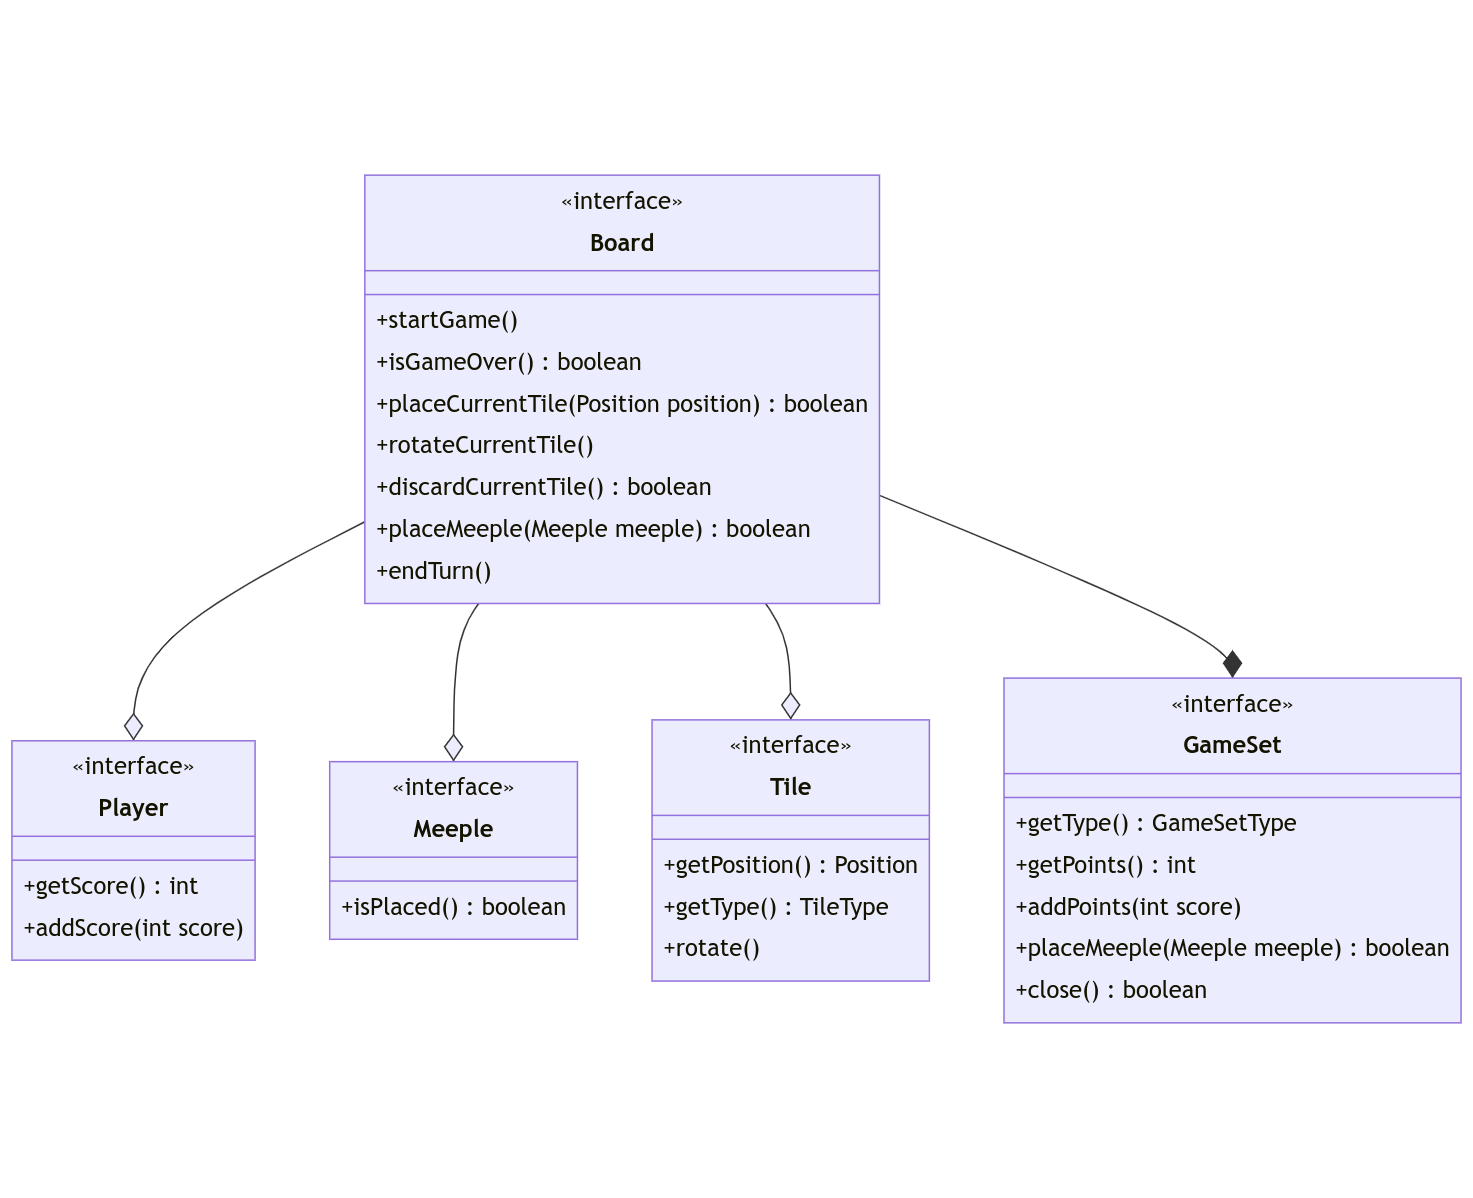 «interface»
Board
+startGame()
+isGameOver() : boolean
+placeCurrentTile(Position position) : boolean
+rotateCurrentTile()
+discardCurrentTile() : boolean
+placeMeeple(Meeple meeple) : boolean
+endTurn()
«interface»
Player
+getScore() : int
+addScore(int score)
«interface»
Meeple
+isPlaced() : boolean
«interface»
Tile
+getPosition() : Position
+getType() : TileType
+rotate()
«interface»
GameSet
+getType() : GameSetType
+getPoints() : int
+addPoints(int score)
+placeMeeple(Meeple meeple) : boolean
+close() : boolean